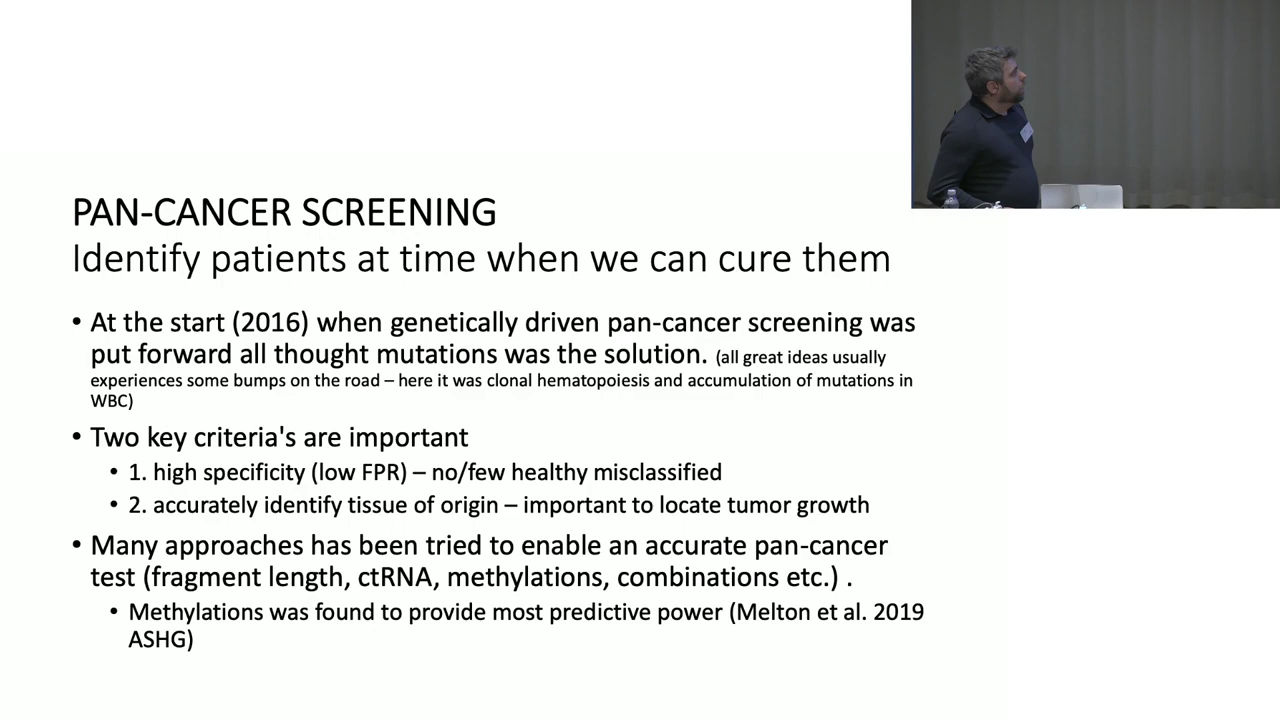 PAN-CANCER SCREENING
Identify patients at time when we can cure them
• At the start (2016) when genetically driven pan-cancer screening was
put forward all thought mutations was the solution. (all great ideas usually
experiences some bumps on the road – here it was clonal hematopoiesis and accumulation of mutations in
WBC)
• Two key criteria's are important
• 1. high specificity (low FPR) – no/few healthy misclassified
• 2. accurately identify tissue of origin – important to locate tumor growth
• Many approaches has been tried to enable an accurate pan-cancer
test (fragment length, ctRNA, methylations, combinations etc.) .
• Methylations was found to provide most predictive power (Melton et al. 2019
ASHG)